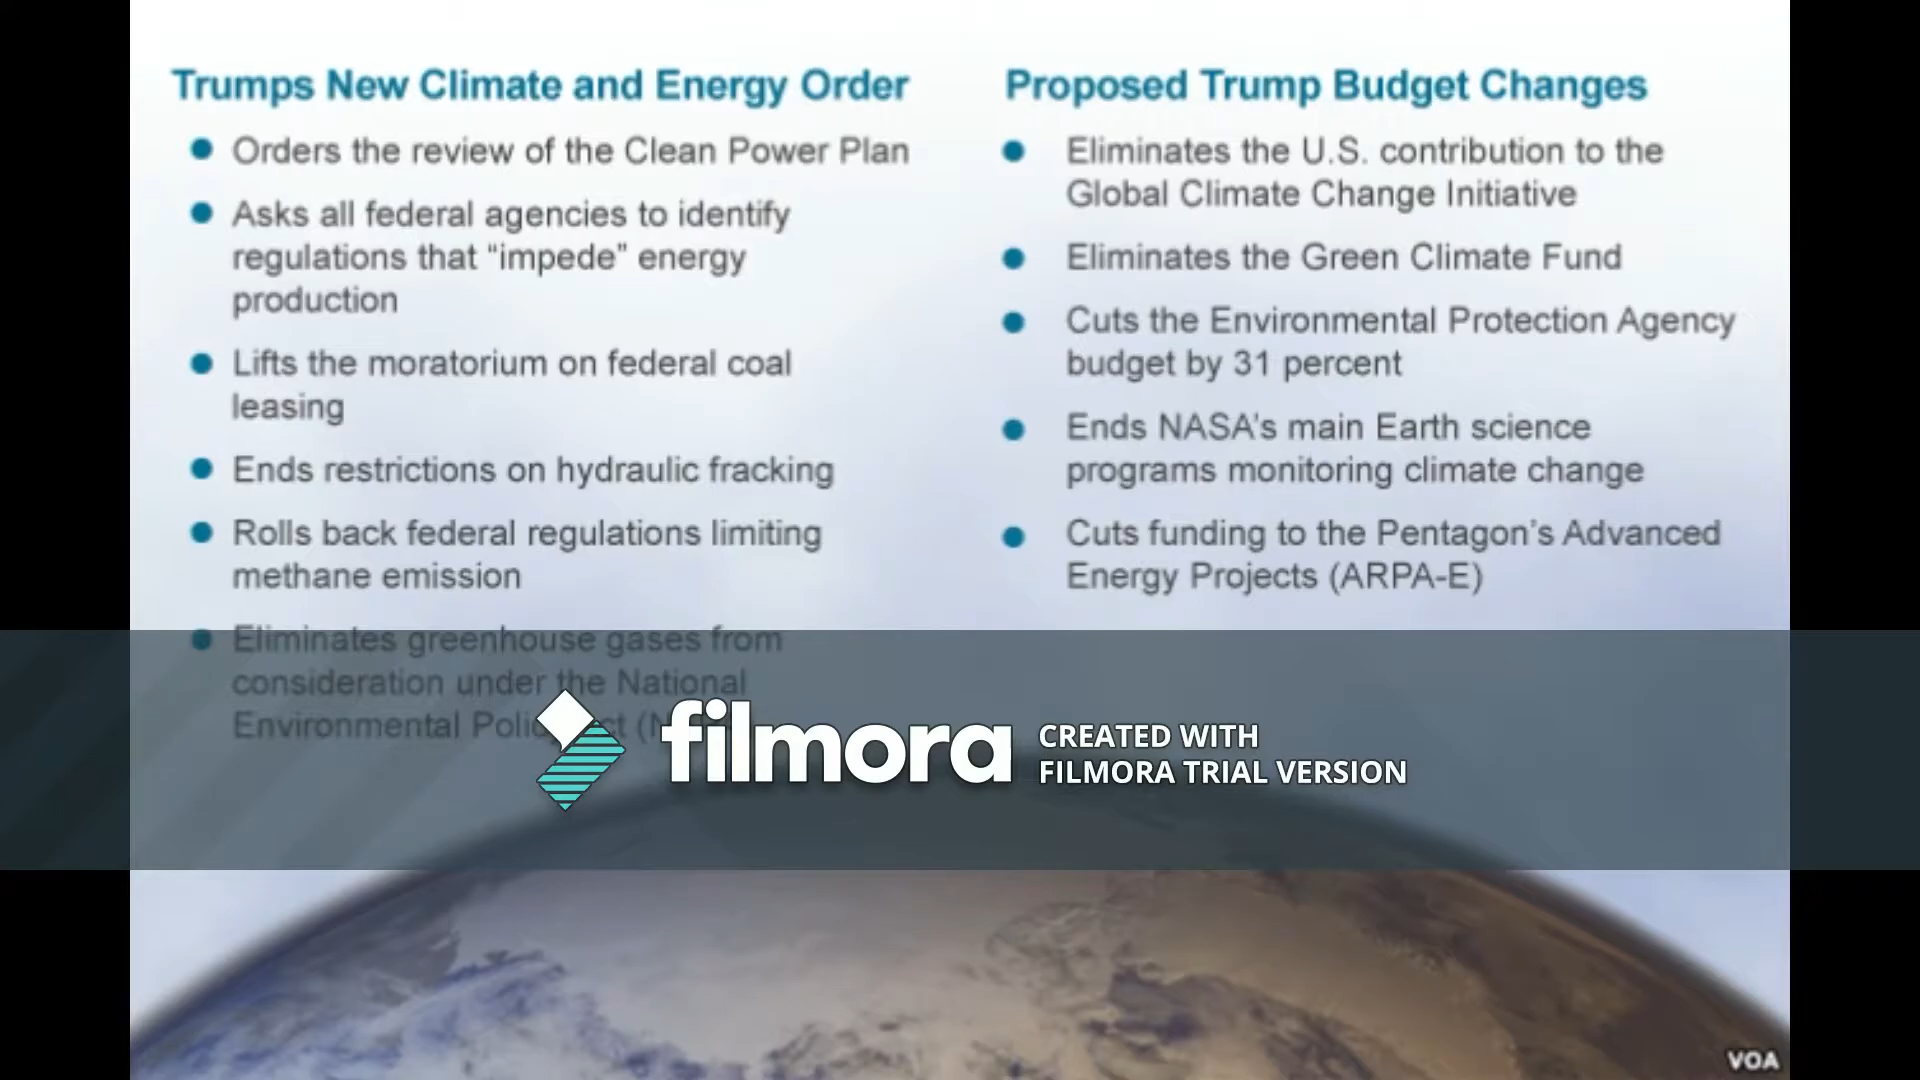 Trumps New Climate and Energy Order
Orders the review of the Clean Power Plan
Asks all federal agencies to identify
regulations that “impede” energy
production
Lifts the moratorium on federal coal
leasing
Ends restrictions on hydraulic fracking
Rolls back federal regulations limiting
methane emission
Eliminates greenhouse gases from
consideration under the National
Environmental
Proposed Trump Budget Changes
Eliminates the U.S. contribution to the
Global Climate Change Initiative
Eliminates the Green Climate Fund
Cuts the Environmental Protection Agency
budget by 31 percent
Ends NASA’s main Earth science
programs monitoring climate change
Cuts funding to the Pentagon’s Advanced
Energy Projects (ARPA-E)
filmora
CREATED WITH
FILMORA TRIAL VERSION
VOA